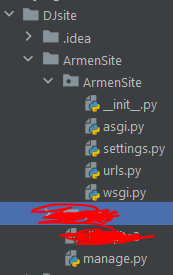 DJsite
.idea
ArmenSite
ArmenSite
__init__.py
asgi.py
settings.py
urls.py
wsgi.py
manage.py